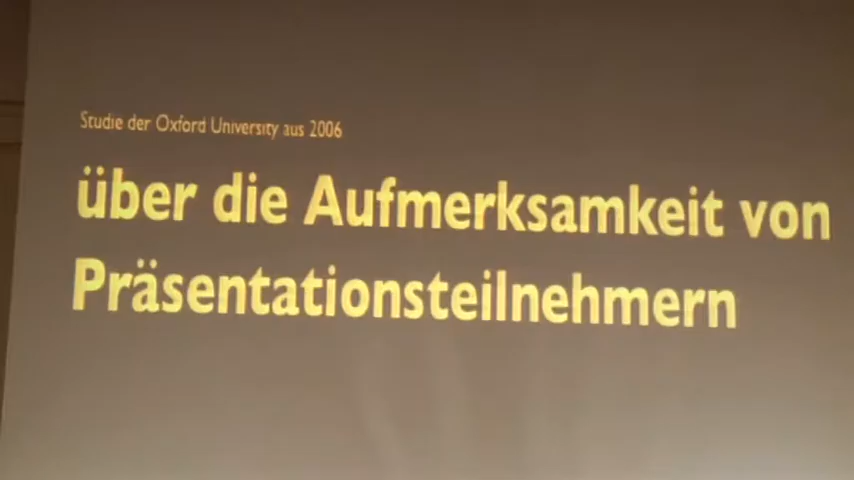 Studie der Oxford University aus 2006
über die Aufmerksamkeit von
Präsentationsteilnehmern